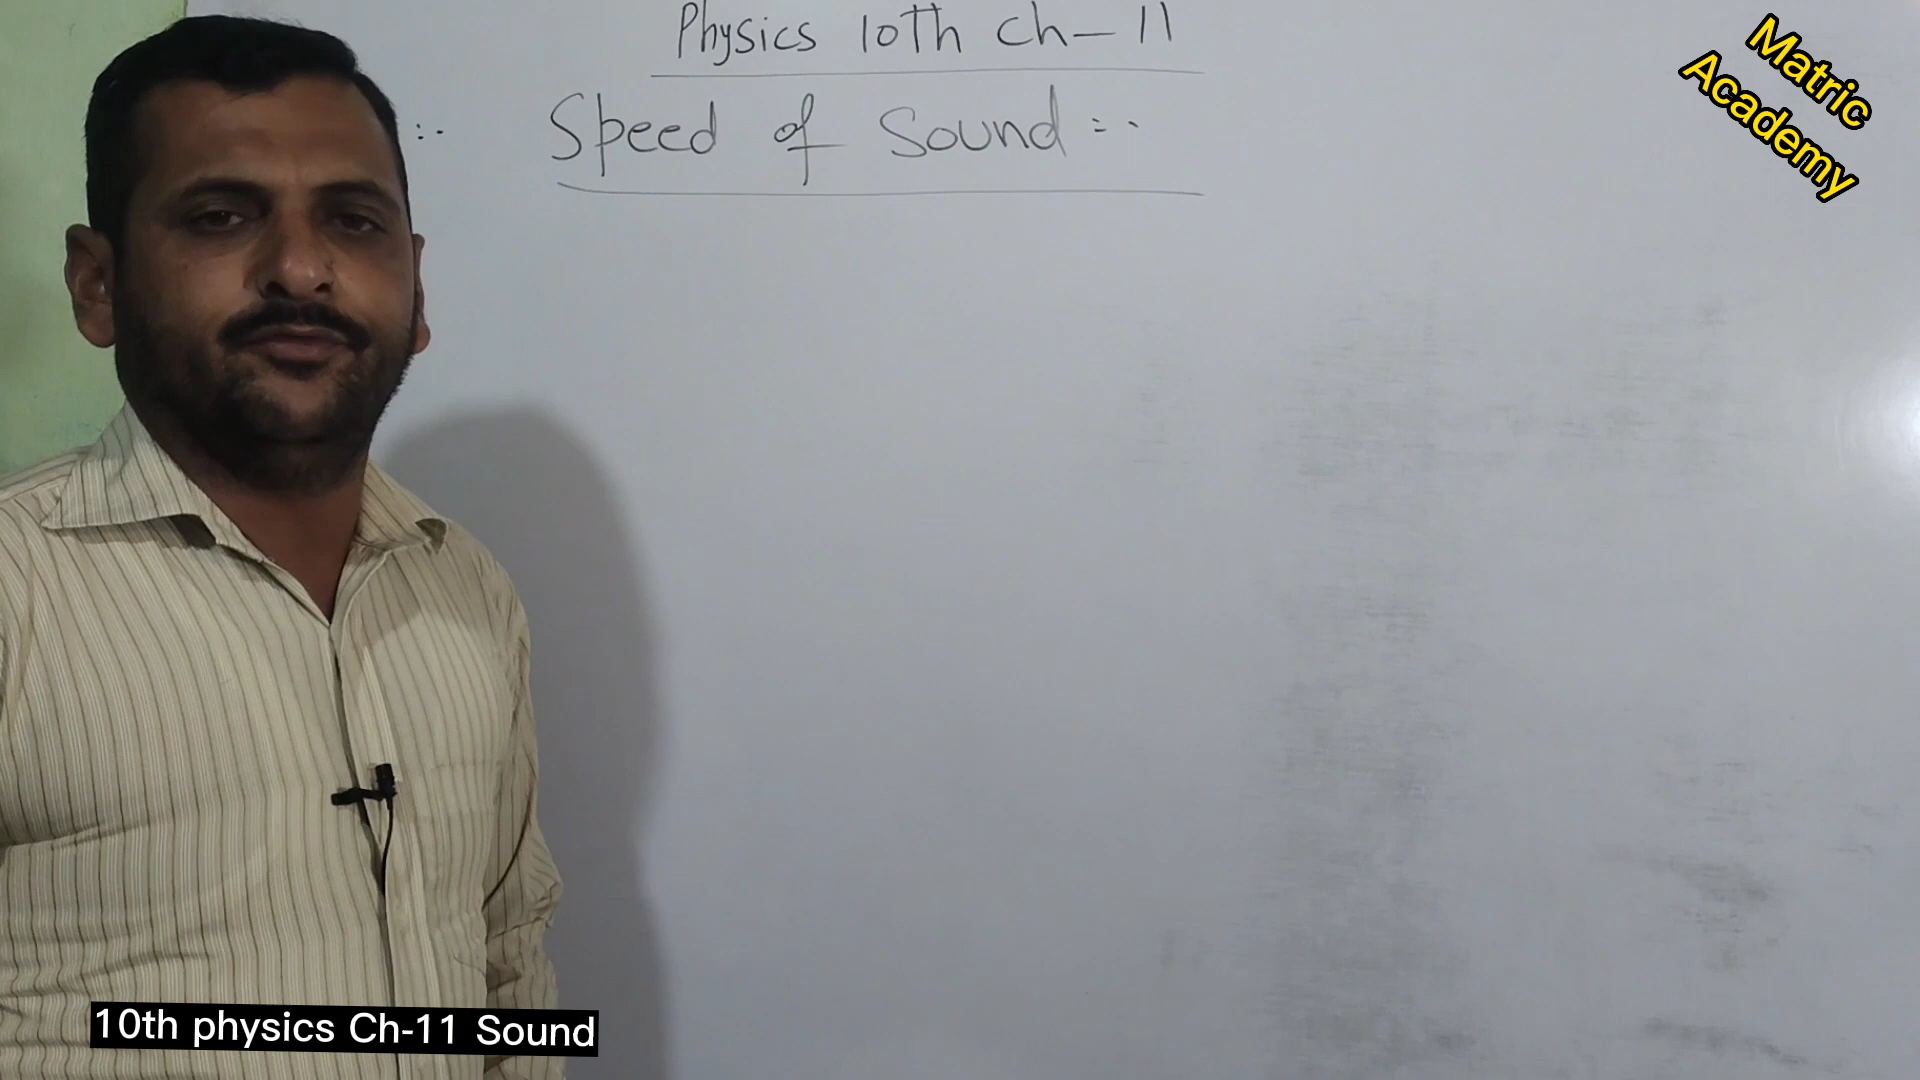 Physics 10Th Ch-11
:- Speed of Sound:-
Matric
Academy
10th physics Ch-11 Sound